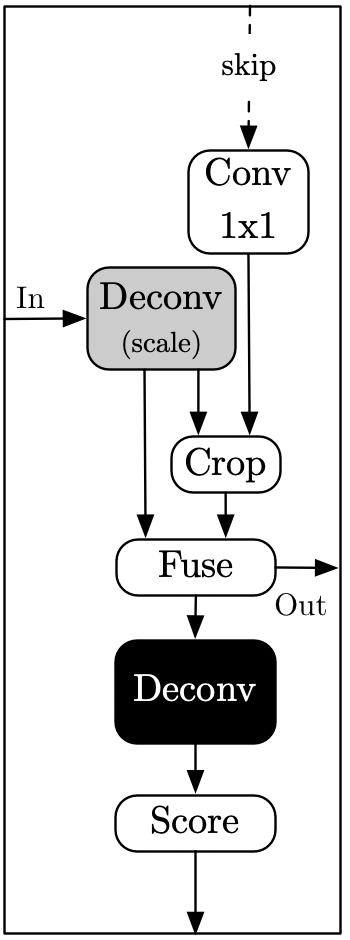 skip
Conv
1x1
In
Deconv
(scale)
Crop
Fuse
Out
Deconv
Score